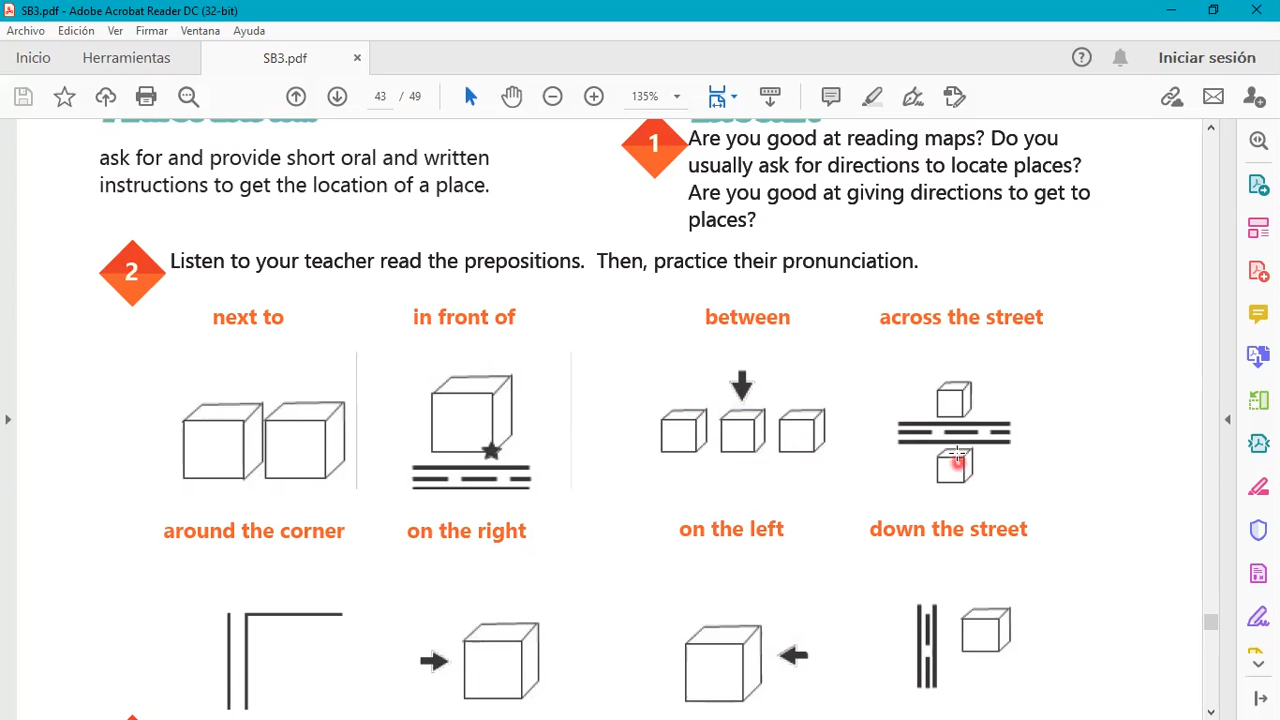 SB3.pdf - Adobe Acrobat Reader DC (32-bit)
Archivo Edición Ver Firmar Ventana Ayuda
Inicio Herramientas SB3.pdf × Iniciar sesión
43 / 49 135%
ask for and provide short oral and written
instructions to get the location of a place.
1
Are you good at reading maps? Do you
usually ask for directions to locate places?
Are you good at giving directions to get to
places?
2
Listen to your teacher read the prepositions. Then, practice their pronunciation.
next to in front of between across the street
around the corner on the right on the left down the street